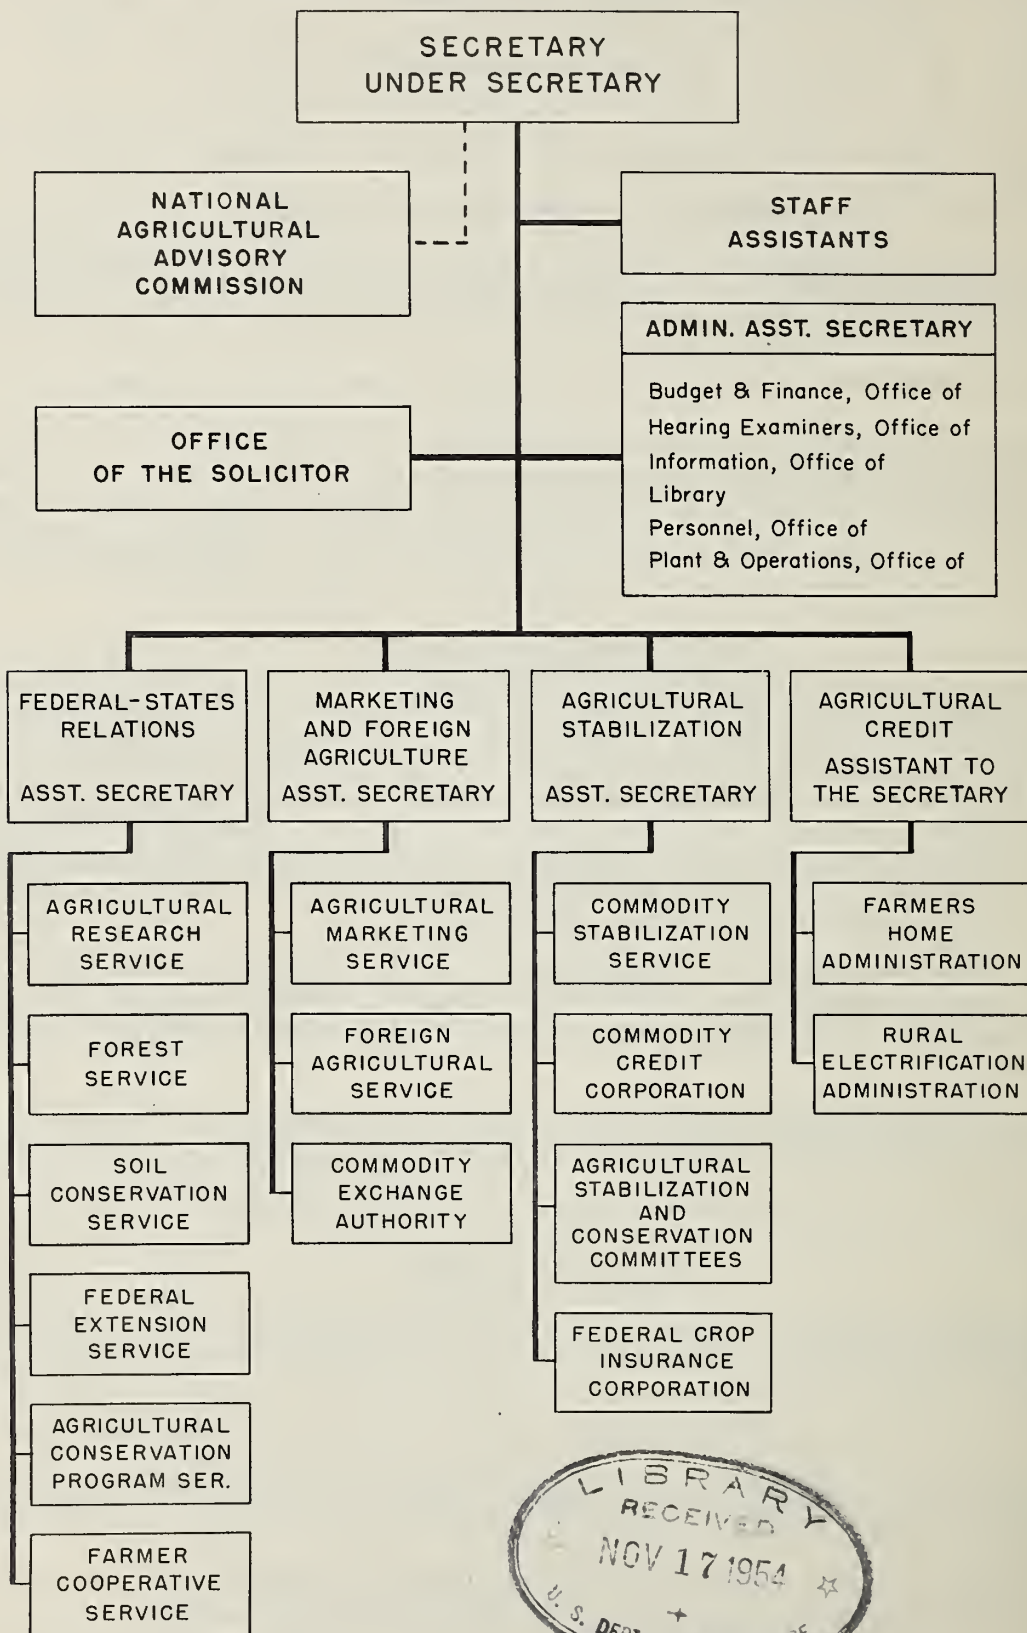 SECRETARY
UNDER SECRETARY
NATIONAL
AGRICULTURAL
ADVISORY
COMMISSION
STAFF
ASSISTANTS
ADMIN. ASST. SECRETARY
Budget & Finance, Office of
Hearing Examiners, Office of
Information, Office of
Library
Personnel, Office of
Plant & Operations, Office of
OFFICE
OF THE SOLICITOR
FEDERAL-STATES
RELATIONS
ASST. SECRETARY
MARKETING
AND FOREIGN
AGRICULTURE
ASST. SECRETARY
AGRICULTURAL
STABILIZATION
ASST. SECRETARY
AGRICULTURAL
CREDIT
ASSISTANT TO
THE SECRETARY
AGRICULTURAL
RESEARCH
SERVICE
FOREST
SERVICE
SOIL
CONSERVATION
SERVICE
FEDERAL
EXTENSION
SERVICE
AGRICULTURAL
CONSERVATION
PROGRAM SER.
FARMER
COOPERATIVE
SERVICE
AGRICULTURAL
MARKETING
SERVICE
FOREIGN
AGRICULTURAL
SERVICE
COMMODITY
EXCHANGE
AUTHORITY
COMMODITY
STABILIZATION
SERVICE
COMMODITY
CREDIT
CORPORATION
AGRICULTURAL
STABILIZATION
AND
CONSERVATION
COMMITTEES
FEDERAL CROP
INSURANCE
CORPORATION
FARMERS
HOME
ADMINISTRATION
RURAL
ELECTRIFICATION
ADMINISTRATION
LIBRARY
RECEIVED
NOV 17 1954
U. S. DEPT